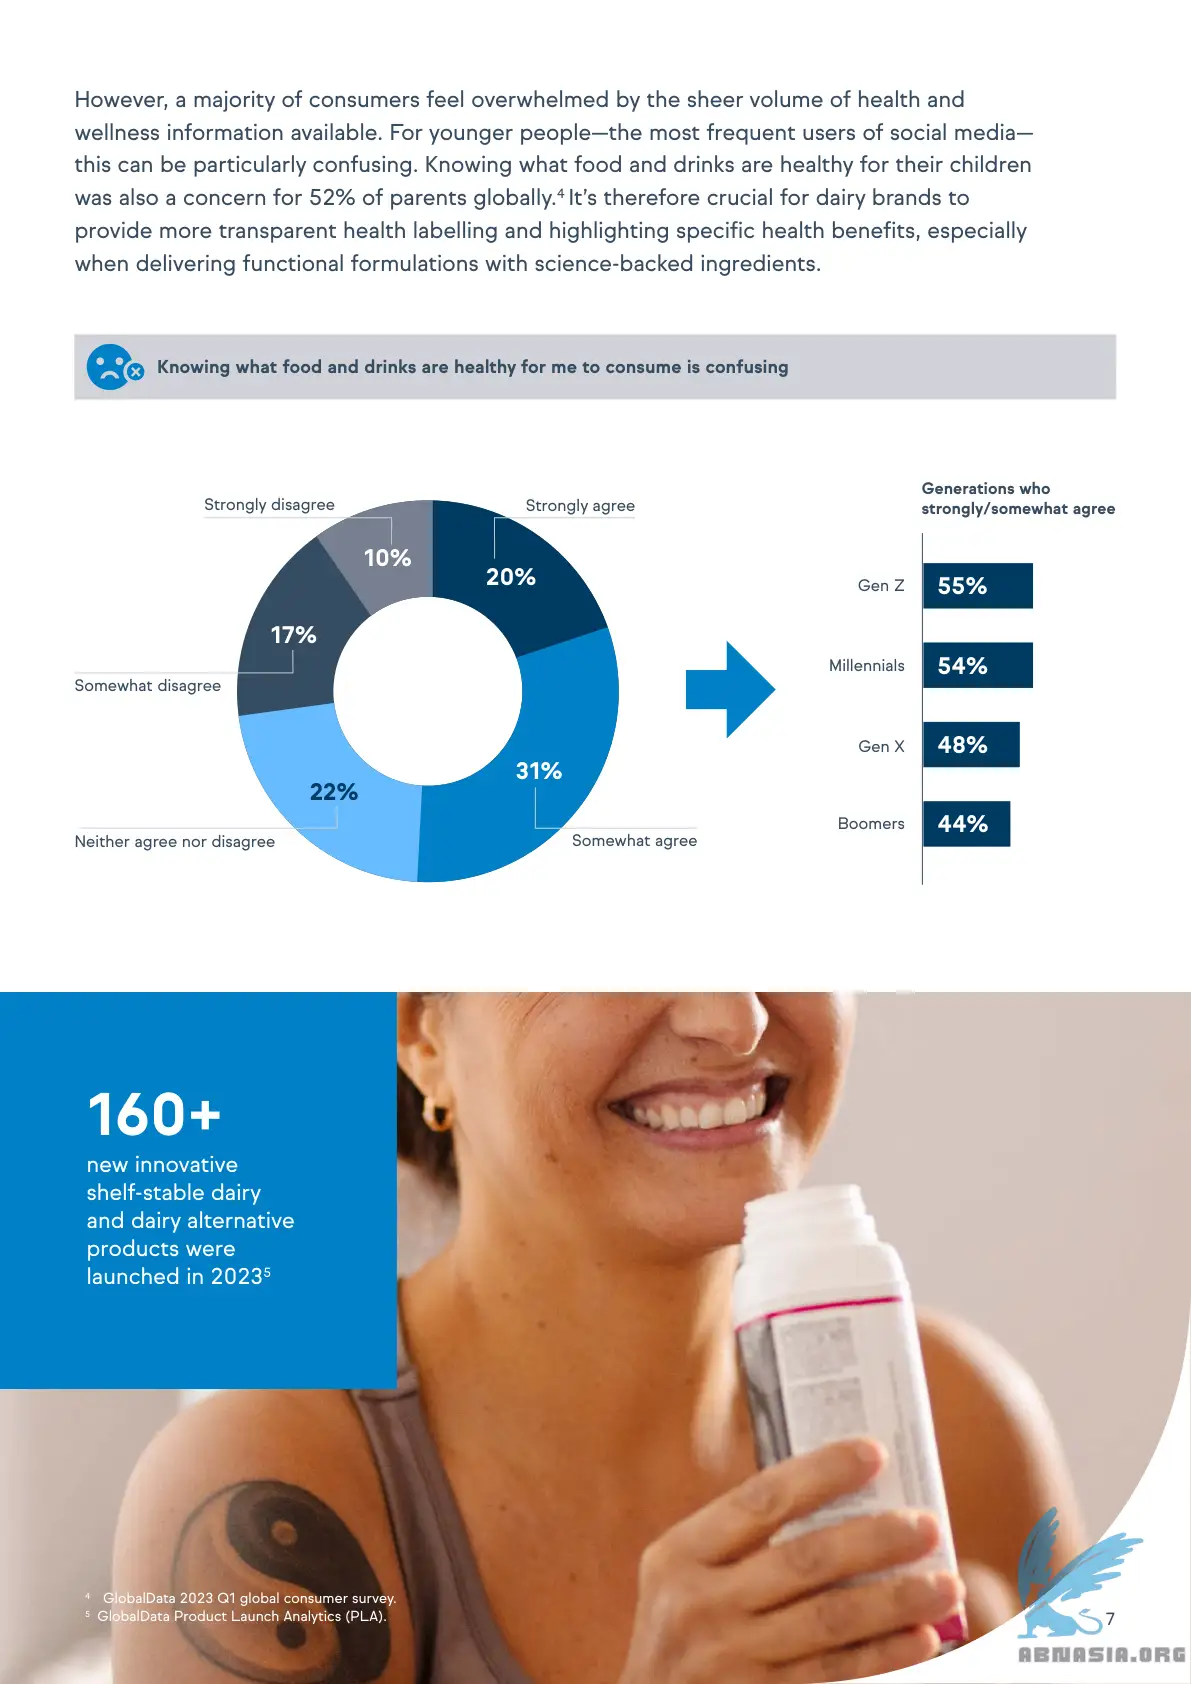 However, a majority of consumers feel overwhelmed by the sheer volume of health and
wellness information available. For younger people—the most frequent users of social media—
this can be particularly confusing. Knowing what food and drinks are healthy for their children
was also a concern for 52% of parents globally.⁴ It's therefore crucial for dairy brands to
provide more transparent health labelling and highlighting specific health benefits, especially
when delivering functional formulations with science-backed ingredients.
Knowing what food and drinks are healthy for me to consume is confusing
Strongly disagree
10%
Strongly agree
20%
17%
Somewhat disagree
31%
Somewhat agree
22%
Neither agree nor disagree
Generations who
strongly/somewhat agree
Gen Z 55%
Millennials 54%
Gen X 48%
Boomers 44%
160+
new innovative
shelf-stable dairy
and dairy alternative
products were
launched in 2023⁵
⁴ GlobalData 2023 Q1 global consumer survey.
⁵ GlobalData Product Launch Analytics (PLA).
7
ABNASIA.ORG